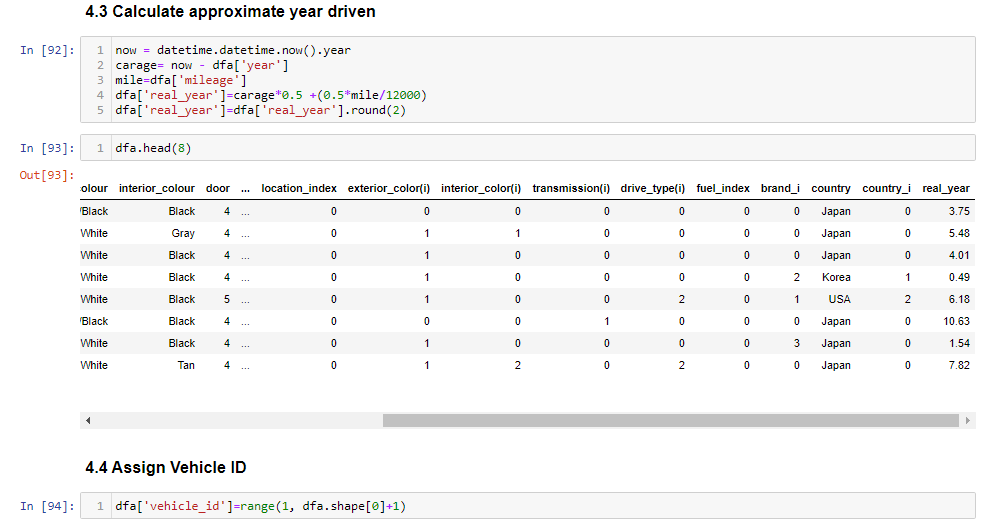 4.3 Calculate approximate year driven
In [92]:
1 now = datetime.datetime.now().year
2 carage= now - dfa['year']
3 mile=dfa['mileage']
4 dfa['real_year']=carage*0.5 +(0.5*mile/12000)
5 dfa['real_year']=dfa['real_year'].round(2)
In [93]:
1 dfa.head(8)
Out[93]:
olour interior_colour door ... location_index exterior_color(i) interior_color(i) transmission(i) drive_type(i) fuel_index brand_i country country_i real_year
/Black Black 4 ... 0 0 0 0 0 0 0 Japan 0 3.75
White Gray 4 ... 0 1 1 0 0 0 0 Japan 0 5.48
White Black 4 ... 0 1 0 0 0 0 0 Japan 0 4.01
White Black 4 ... 0 1 0 0 0 0 2 Korea 1 0.49
White Black 5 ... 0 1 0 0 2 0 1 USA 2 6.18
/Black Black 4 ... 0 0 0 1 0 0 0 Japan 0 10.63
White Black 4 ... 0 1 0 0 0 0 3 Japan 0 1.54
White Tan 4 ... 0 1 2 0 2 0 0 Japan 0 7.82
4.4 Assign Vehicle ID
In [94]:
1 dfa['vehicle_id']=range(1, dfa.shape[0]+1)